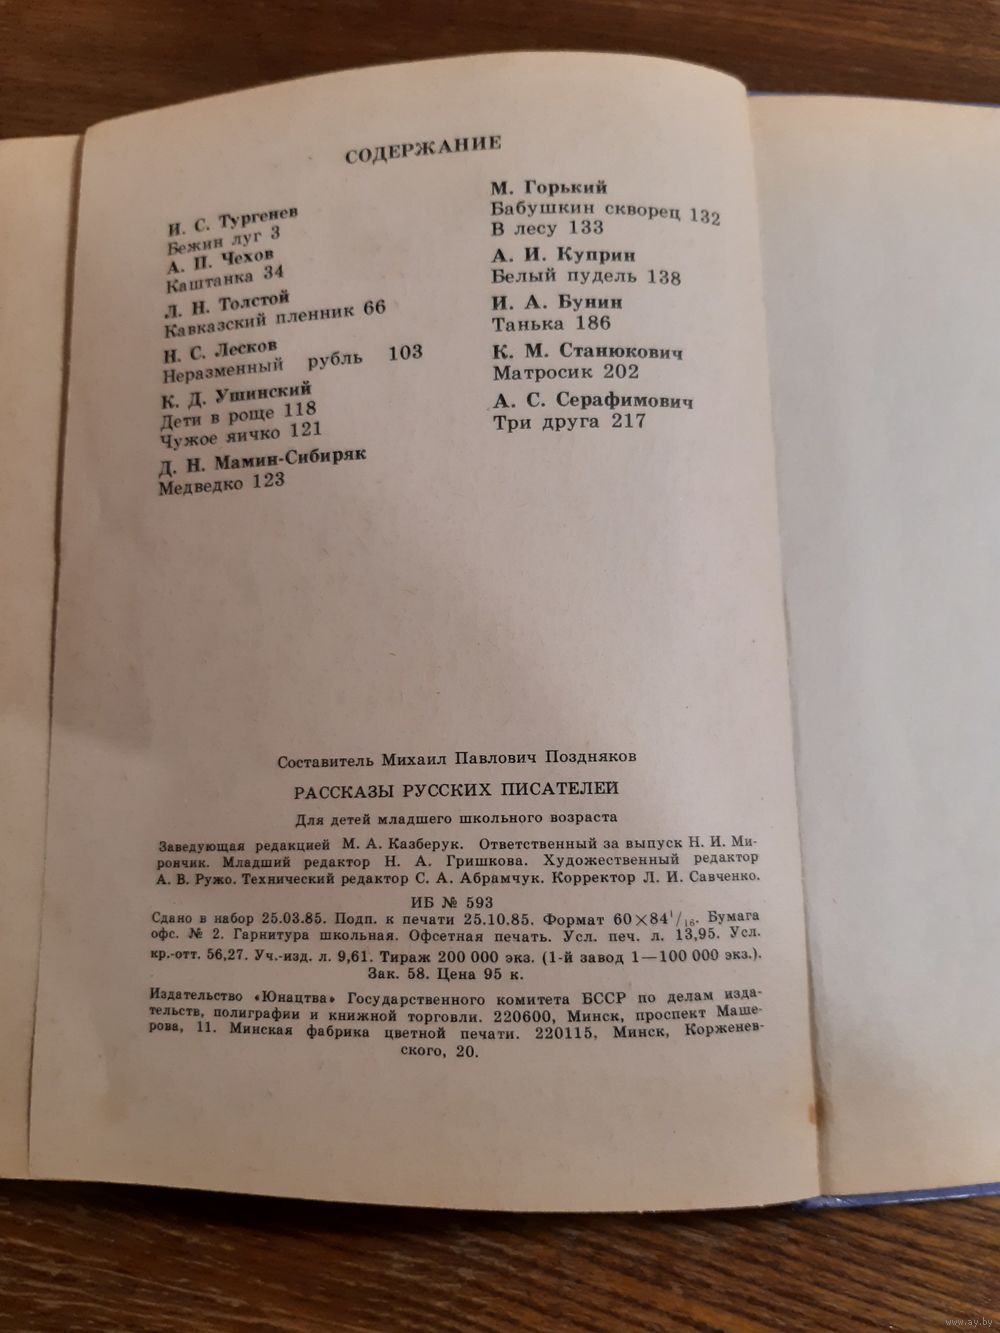 СОДЕРЖАНИЕ
И. С. Тургенев
Бежин луг 3
А. П. Чехов
Каштанка 34
Л. Н. Толстой
Кавказский пленник 66
Н. С. Лесков
Неразменный рубль 103
К. Д. Ушинский
Дети в роще 118
Чужое яичко 121
Д. Н. Мамин-Сибиряк
Медведко 123
М. Горький
Бабушкин скворец 132
В лесу 133
А. И. Куприн
Белый пудель 138
И. А. Бунин
Танька 186
К. М. Станюкович
Матросик 202
А. С. Серафимович
Три друга 217
Составитель Михаил Павлович Поздняков
РАССКАЗЫ РУССКИХ ПИСАТЕЛЕЙ
Для детей младшего школьного возраста
Заведующая редакцией М. А. Казберук. Ответственный за выпуск Н. И. Ми-
рончик. Младший редактор Н. А. Гришкова. Художественный редактор
А. В. Ружо. Технический редактор С. А. Абрамчук. Корректор Л. И. Савченко.
ИБ № 593
Сдано в набор 25.03.85. Подп. к печати 25.10.85. Формат 60×84¹/₁₆. Бумага
офс. № 2. Гарнитура школьная. Офсетная печать. Усл. печ. л. 13,95. Усл.
кр.-отт. 56,27. Уч.-изд. л. 9,61. Тираж 200 000 экз. (1-й завод 1—100 000 экз.).
Зак. 58. Цена 95 к.
Издательство «Юнацтва» Государственного комитета БССР по делам изда-
тельств, полиграфии и книжной торговли. 220600, Минск, проспект Маше-
рова, 11. Минская фабрика цветной печати. 220115, Минск, Корженев-
ского, 20.
www.ay.by